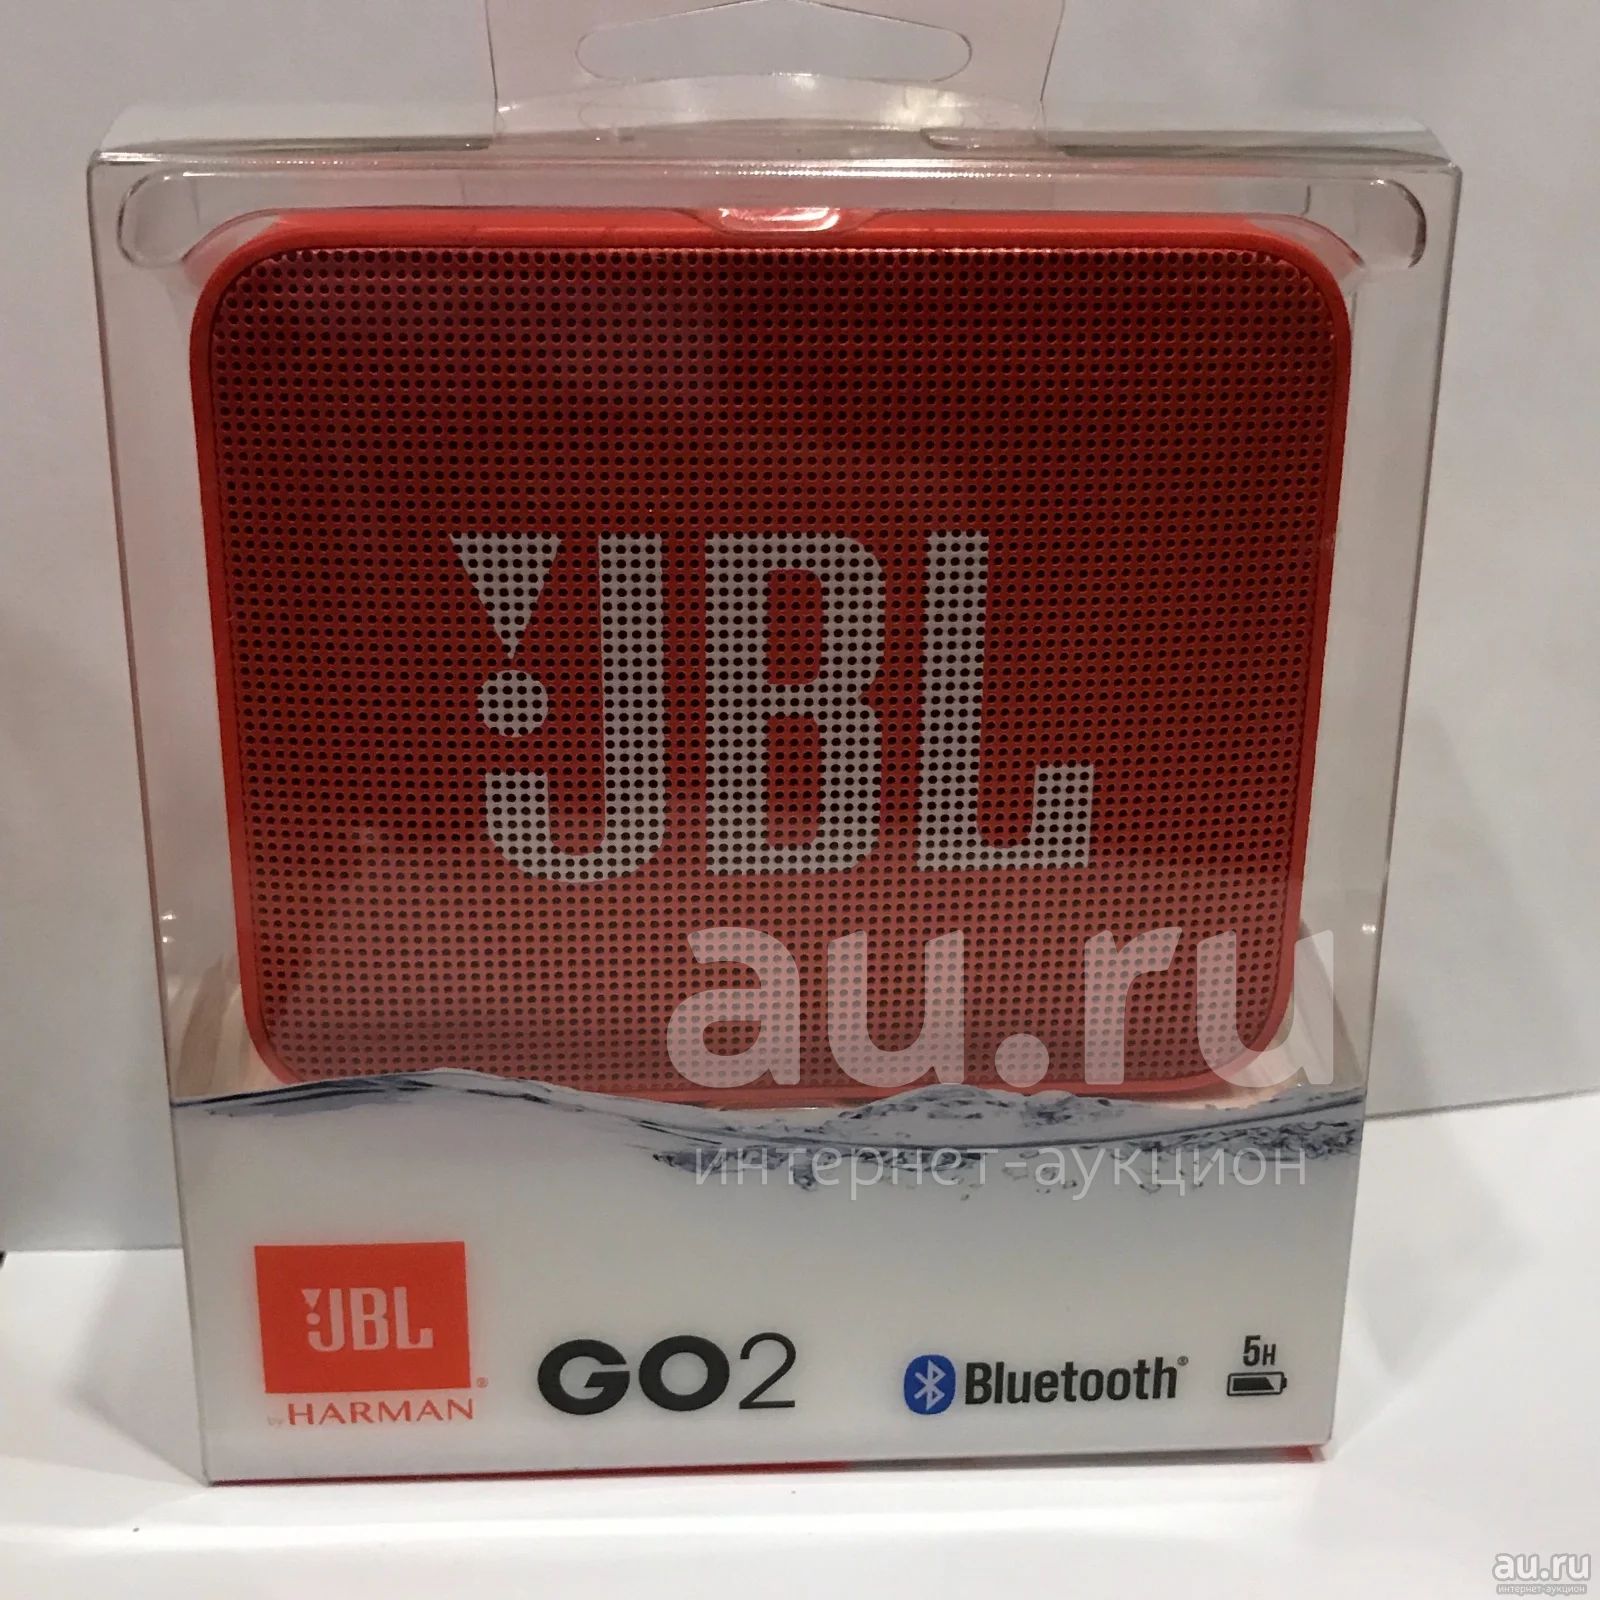 JBL
au.ru
интернет-аукцион
JBL
by HARMAN®
GO2
Bluetooth®
5H
au.ru
интернет-аукцион